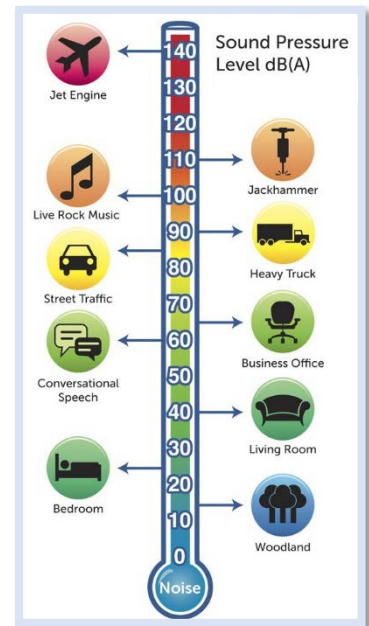 Sound Pressure
Level dB(A)
140
130
120
110
100
90
80
70
60
50
40
30
20
10
0
Noise
Jet Engine
Jackhammer
Live Rock Music
Heavy Truck
Street Traffic
Business Office
Conversational
Speech
Living Room
Bedroom
Woodland